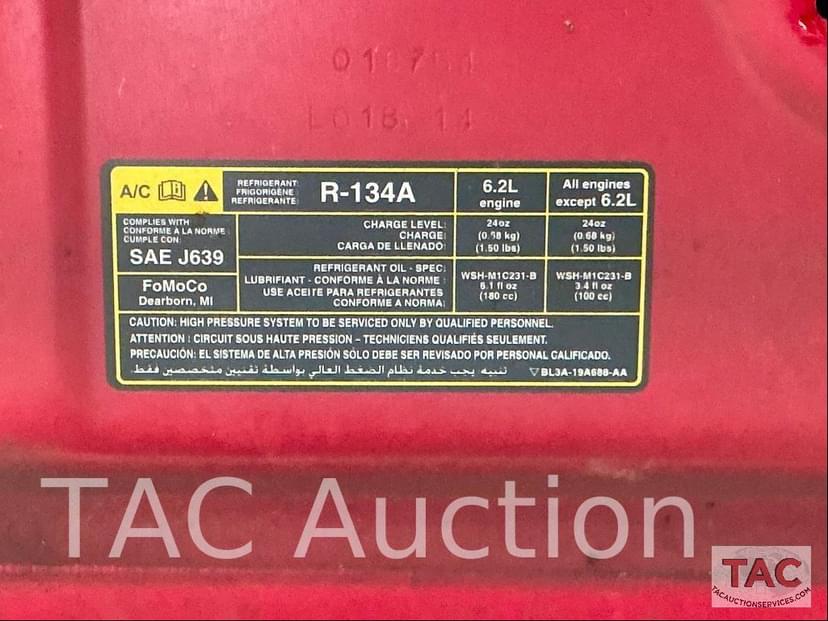 L018 14
A/C
REFRIGERANT
FRIGORIGÈNE
REFRIGERANTE:
R-134A
6.2L
engine
All engines
except 6.2L
COMPLIES WITH
CONFORME À LA NORME
CUMPLE CON:
SAE J639
FoMoCo
Dearborn, MI
CHARGE LEVEL:
CHARGE:
CARGA DE LLENADO:
24oz
(0.68 kg)
(1.50 lbs)
24oz
(0.68 kg)
(1.50 lbs)
REFRIGERANT OIL - SPEC:
LUBRIFIANT - CONFORME À LA NORME :
USE ACEITE PARA REFRIGERANTES
CONFORME A NORMA:
WSH-M1C231-B
6.1 fl oz
(180 cc)
WSH-M1C231-B
3.4 fl oz
(100 cc)
CAUTION: HIGH PRESSURE SYSTEM TO BE SERVICED ONLY BY QUALIFIED PERSONNEL.
ATTENTION : CIRCUIT SOUS HAUTE PRESSION - TECHNICIENS QUALIFIÉS SEULEMENT.
PRECAUCIÓN: EL SISTEMA DE ALTA PRESIÓN SÓLO DEBE SER REVISADO POR PERSONAL CALIFICADO.
تنبيه: يجب خدمة نظام الضغط العالي بواسطة تقنيين متخصصين فقط.
▽BL3A-19A688-AA
TAC Auction
TAC
TACAUCTIONSERVICES.COM